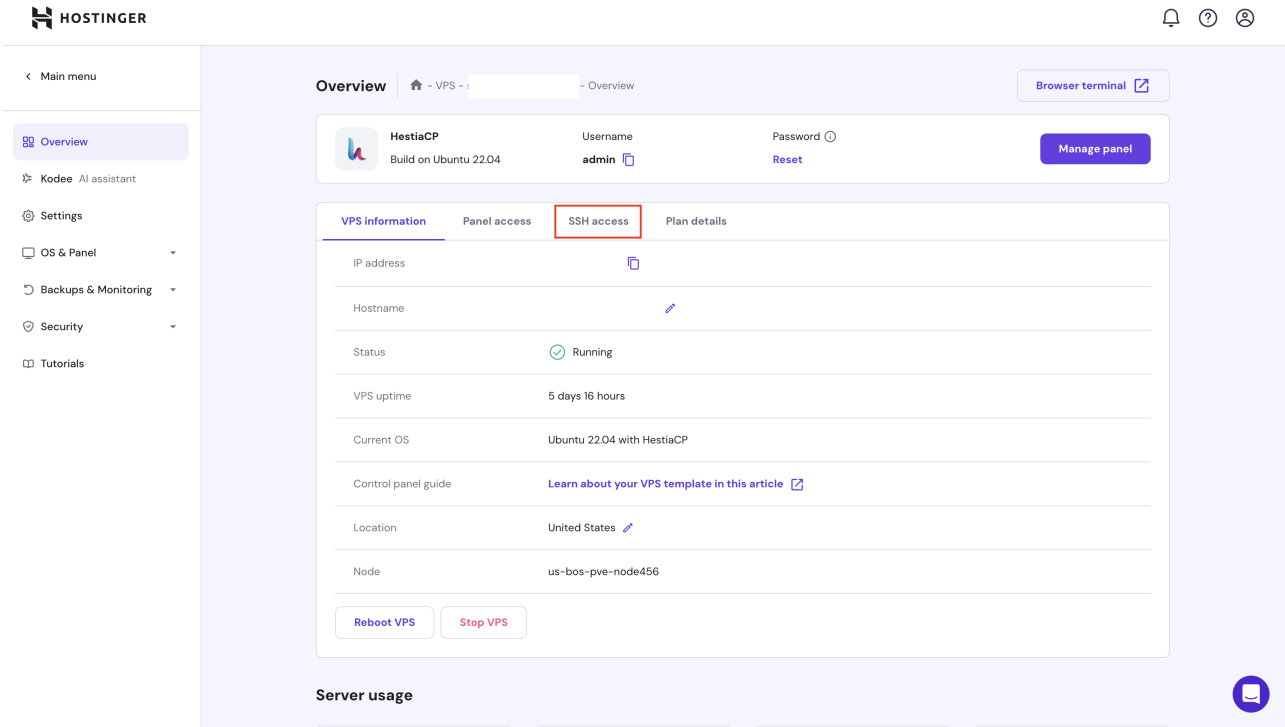 HOSTINGER
Main menu
Overview
Kodee AI assistant
Settings
OS & Panel
Backups & Monitoring
Security
Tutorials
Overview - VPS - - Overview
Browser terminal
HestiaCP
Build on Ubuntu 22.04
Username
admin
Password
Reset
Manage panel
VPS information Panel access SSH access Plan details
IP address
Hostname
Status Running
VPS uptime 5 days 16 hours
Current OS Ubuntu 22.04 with HestiaCP
Control panel guide Learn about your VPS template in this article
Location United States
Node us-bos-pve-node456
Reboot VPS Stop VPS
Server usage